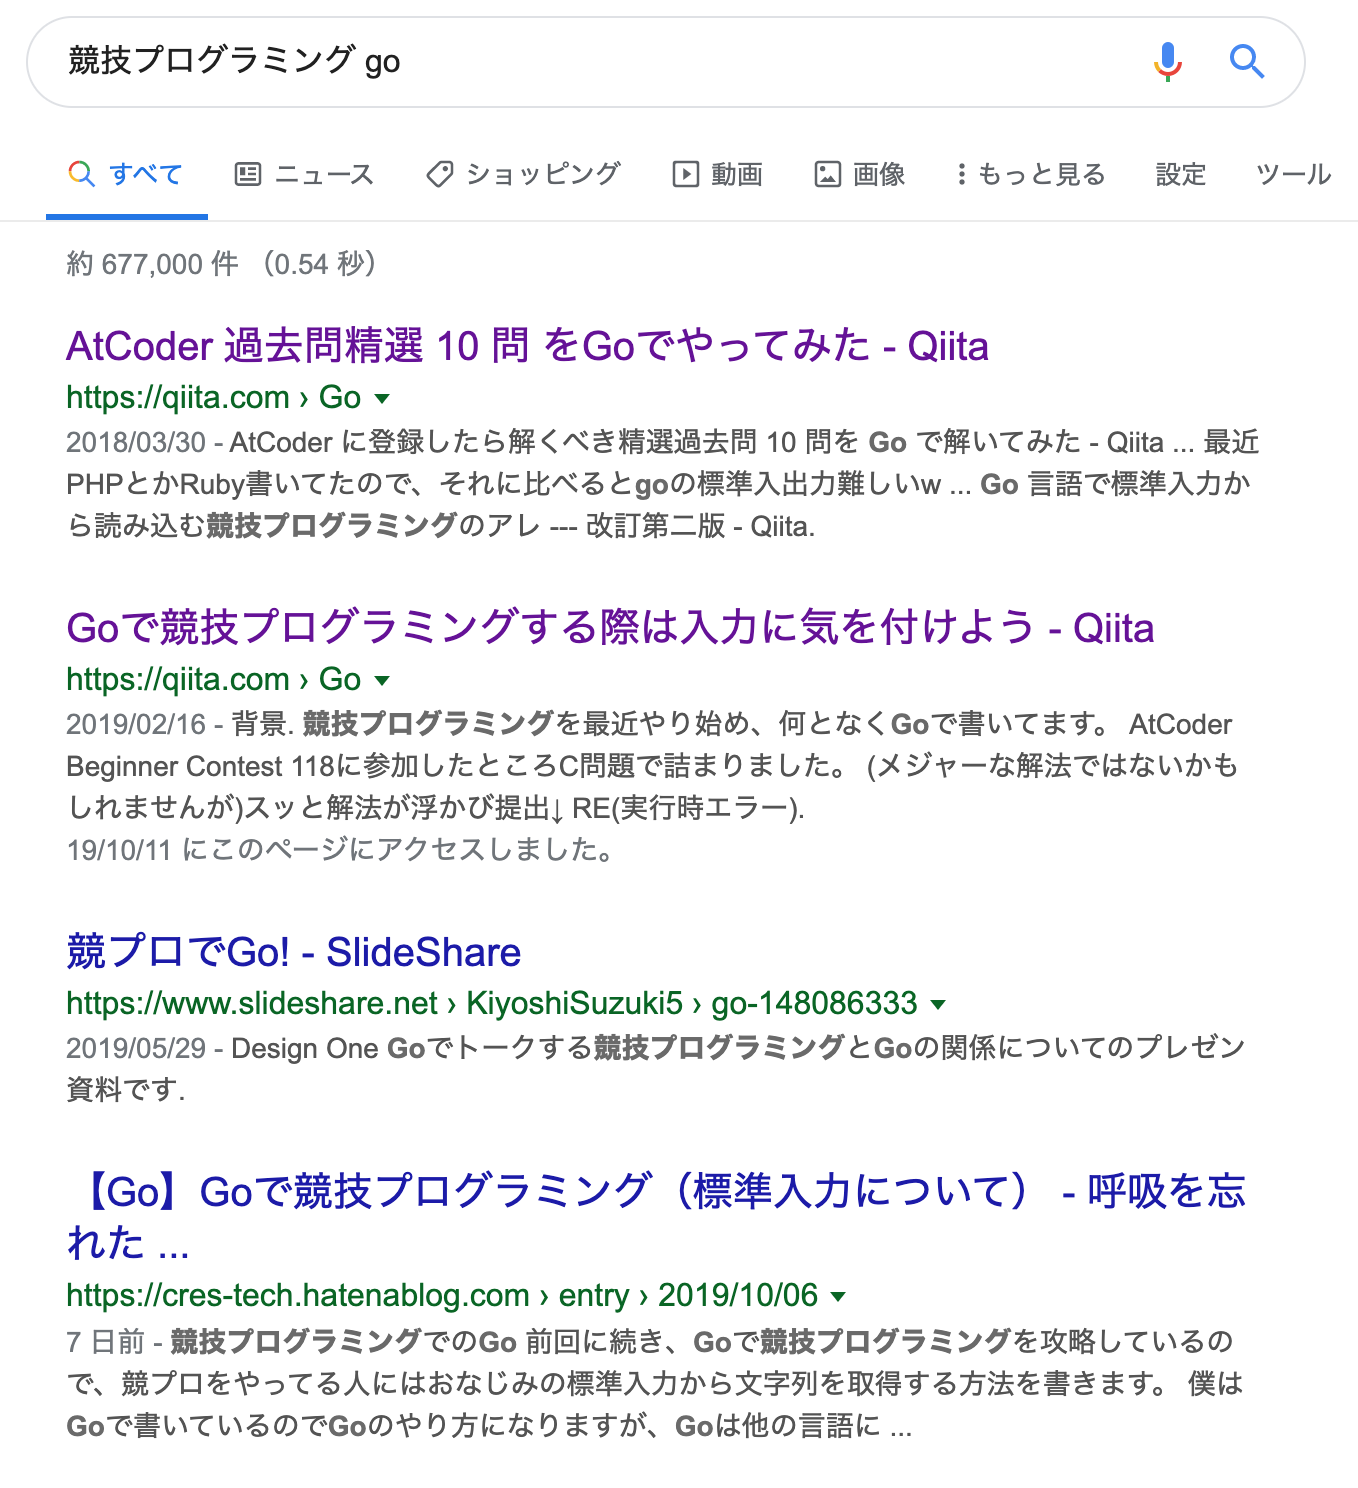 競技プログラミング go
すべて ニュース ショッピング 動画 画像 もっと見る 設定 ツール
約 677,000 件 （0.54 秒）
AtCoder 過去問精選 10 問 をGoでやってみた - Qiita
https://qiita.com › Go
2018/03/30 - AtCoder に登録したら解くべき精選過去問 10 問を Go で解いてみた - Qiita ... 最近
PHPとかRuby書いてたので、それに比べるとgoの標準入出力難しいw ... Go 言語で標準入力か
ら読み込む競技プログラミングのアレ --- 改訂第二版 - Qiita.
Goで競技プログラミングする際は入力に気を付けよう - Qiita
https://qiita.com › Go
2019/02/16 - 背景. 競技プログラミングを最近やり始め、何となくGoで書いてます。 AtCoder
Beginner Contest 118に参加したところC問題で詰まりました。 (メジャーな解法ではないかも
しれませんが)スッと解法が浮かび提出↓ RE(実行時エラー).
19/10/11 にこのページにアクセスしました。
競プロでGo! - SlideShare
https://www.slideshare.net › KiyoshiSuzuki5 › go-148086333
2019/05/29 - Design One Goでトークする競技プログラミングとGoの関係についてのプレゼン
資料です.
【Go】Goで競技プログラミング（標準入力について） - 呼吸を忘
れた ...
https://cres-tech.hatenablog.com › entry › 2019/10/06
7 日前 - 競技プログラミングでのGo 前回に続き、Goで競技プログラミングを攻略しているの
で、競プロをやってる人にはおなじみの標準入力から文字列を取得する方法を書きます。 僕は
Goで書いているのでGoのやり方になりますが、Goは他の言語に ...